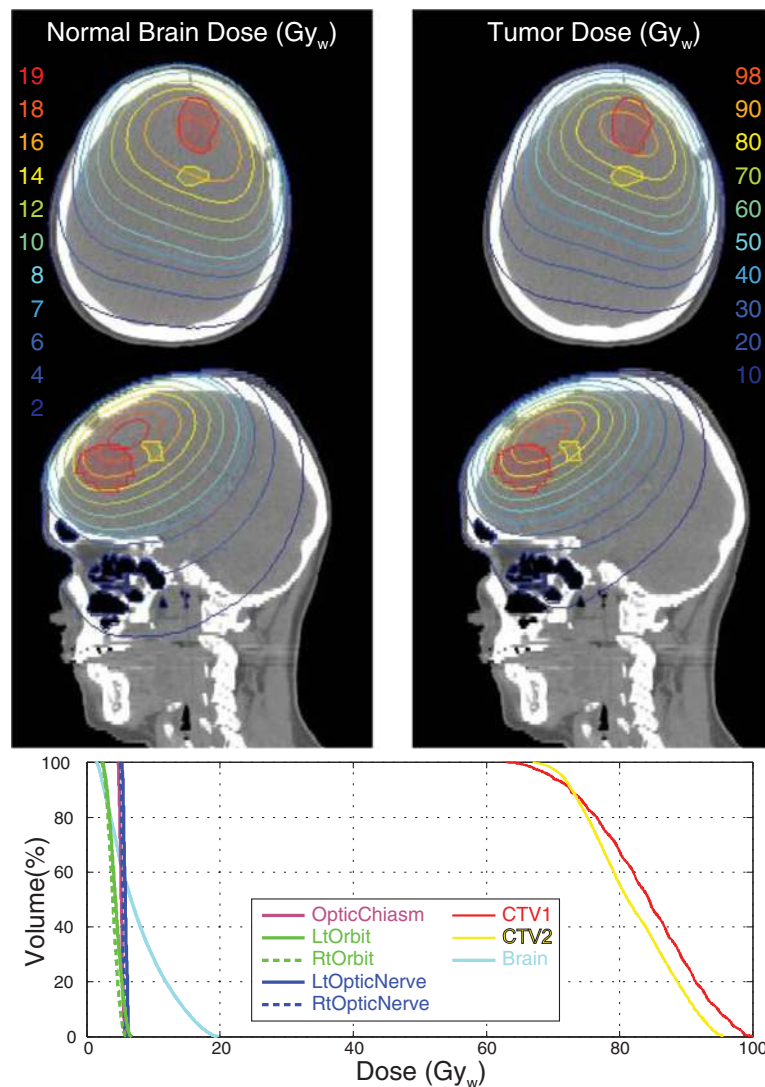 Normal Brain Dose (Gyw)
Tumor Dose (Gyw)
19
18
16
14
12
10
8
7
6
4
2
98
90
80
70
60
50
40
30
20
10
100
80
60
40
20
0
Volume(%)
OpticChiasm
LtOrbit
RtOrbit
LtOpticNerve
RtOpticNerve
CTV1
CTV2
Brain
0
20
40
60
80
100
Dose (Gyw)